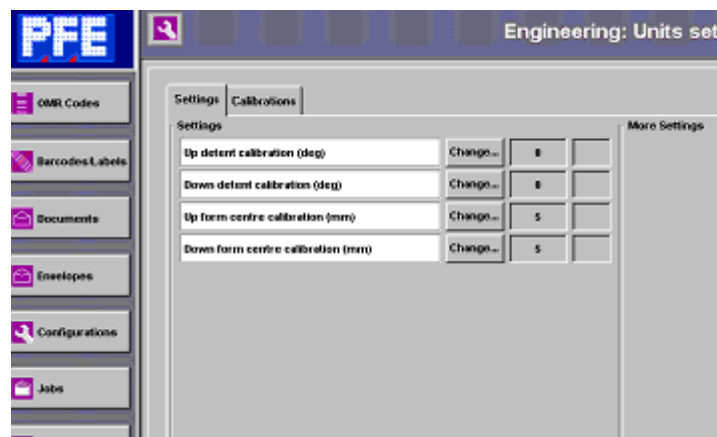 PFE
Engineering: Units set
OMR Codes
Barcodes/Labels
Documents
Envelopes
Configurations
Jobs
Settings
Calibrations
Settings
Up detent calibration (deg)
Change...
0
Down detent calibration (deg)
Change...
0
Up form centre calibration (mm)
Change...
5
Down form centre calibration (mm)
Change...
5
More Settings